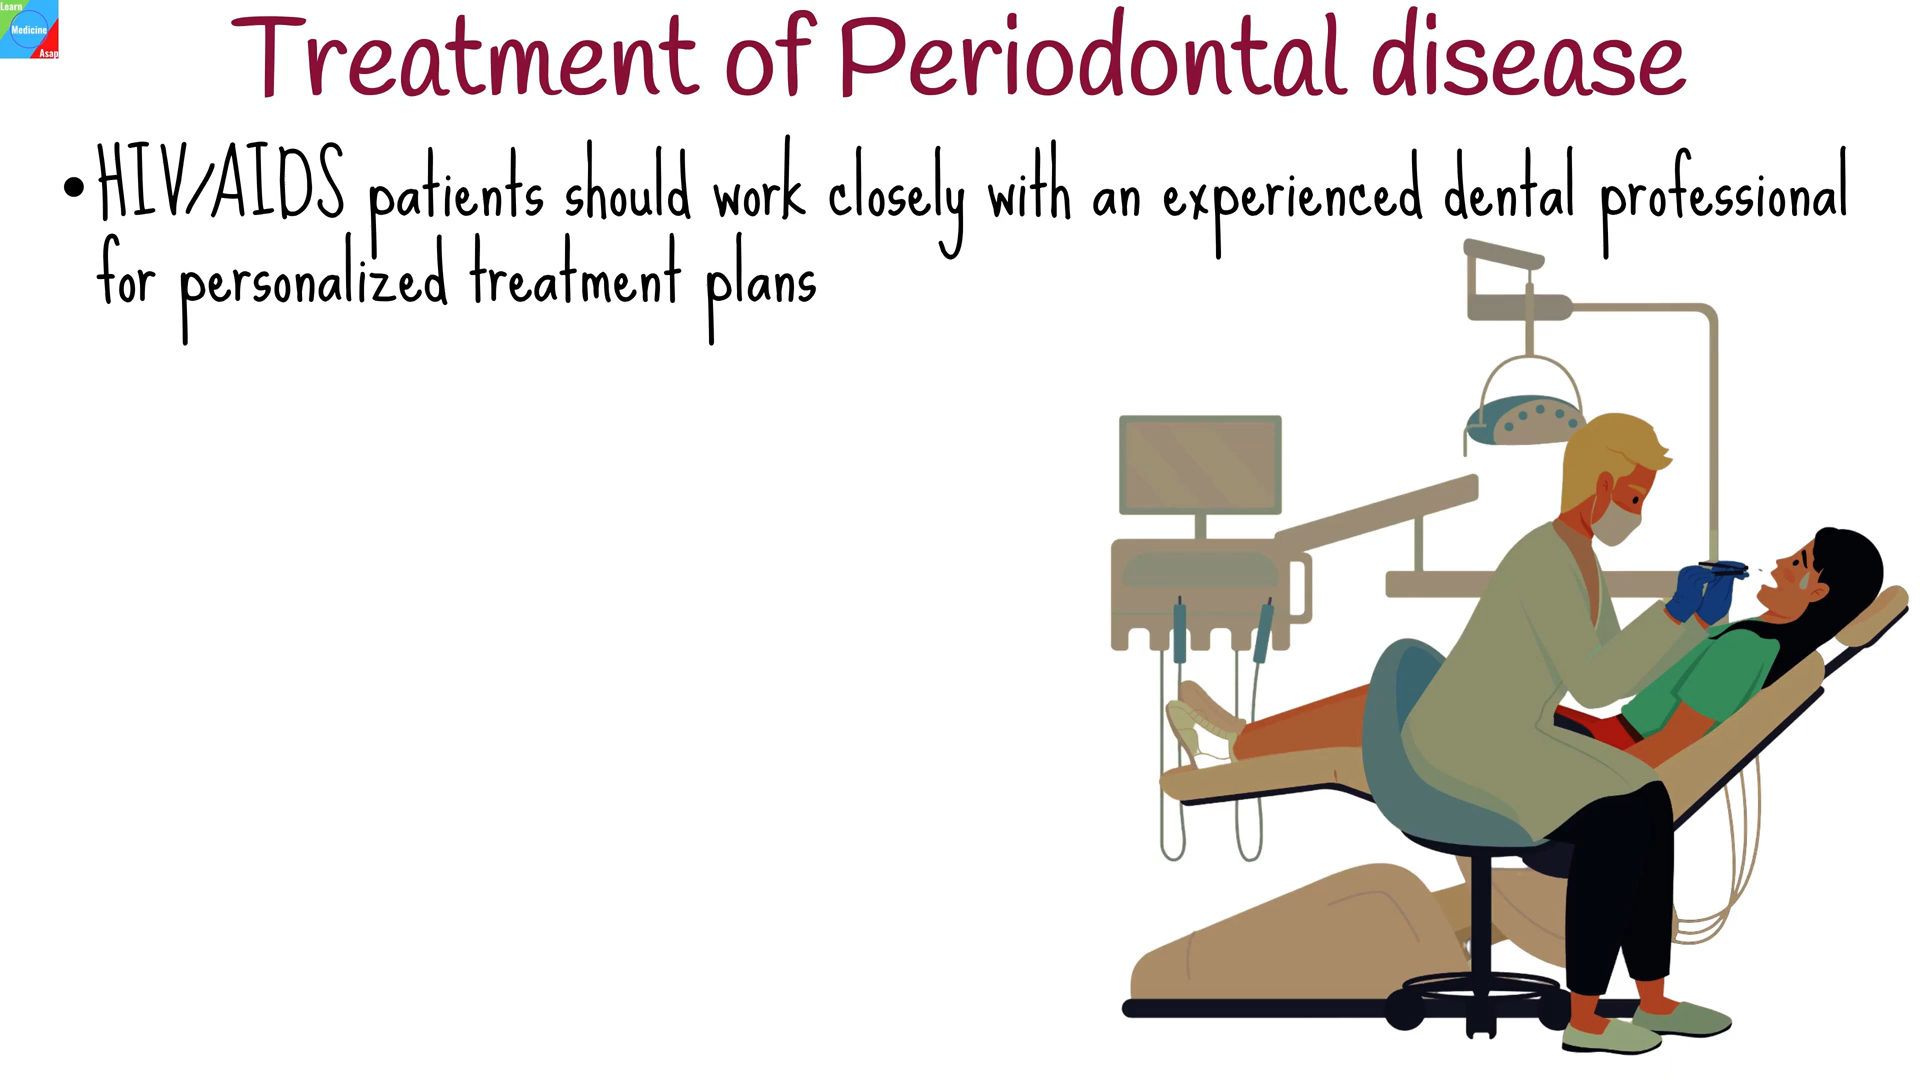 Learn
Medicine
Asap
Treatment of Periodontal disease
•HIV/AIDS patients should work closely with an experienced dental professional
for personalized treatment plans